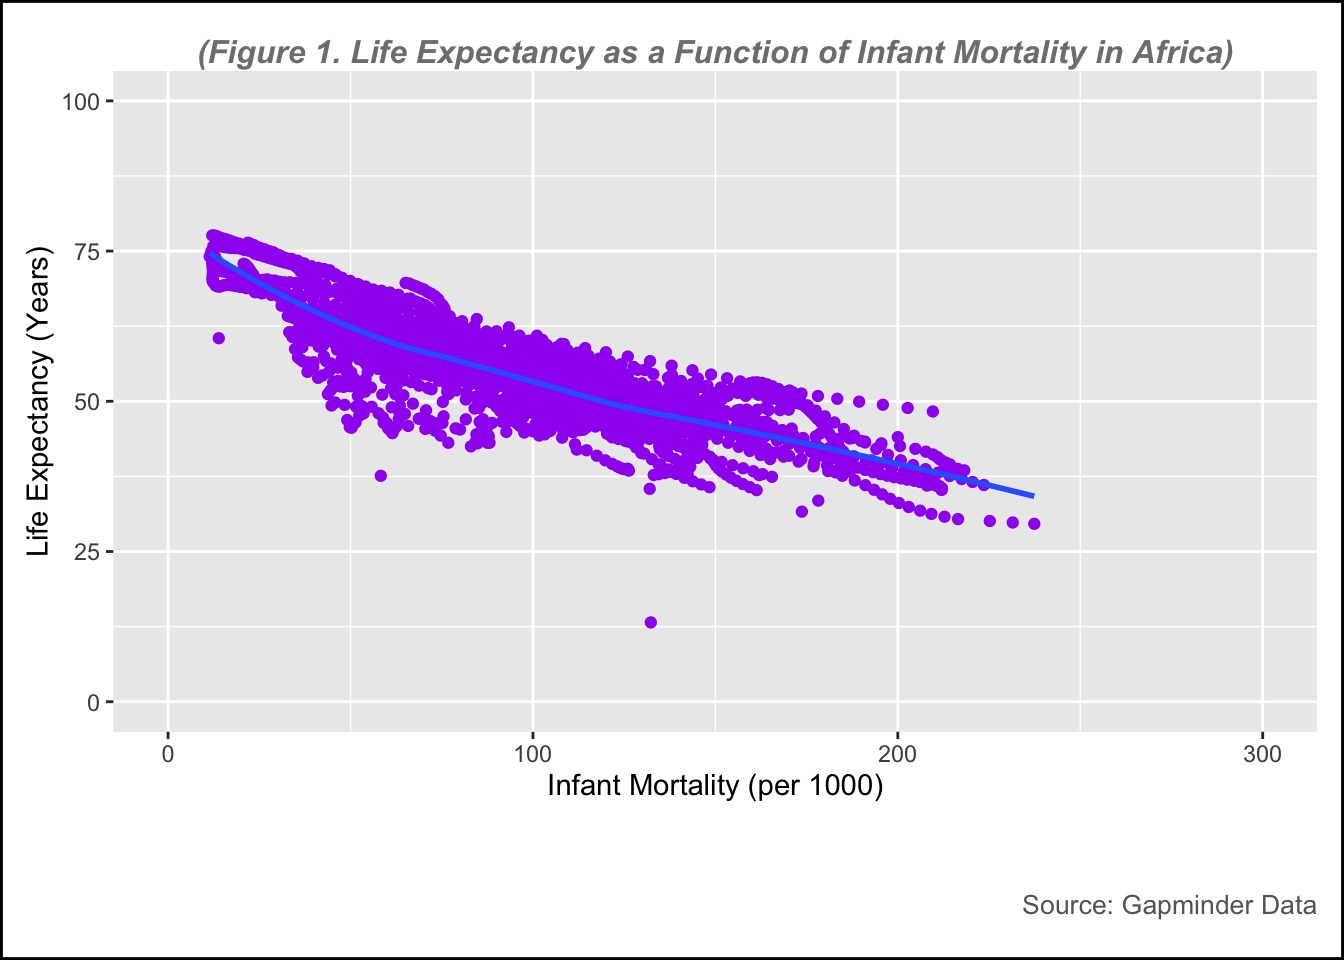 (Figure 1. Life Expectancy as a Function of Infant Mortality in Africa)
100
75
50
25
0
Life Expectancy (Years)
0 100 200 300
Infant Mortality (per 1000)
Source: Gapminder Data